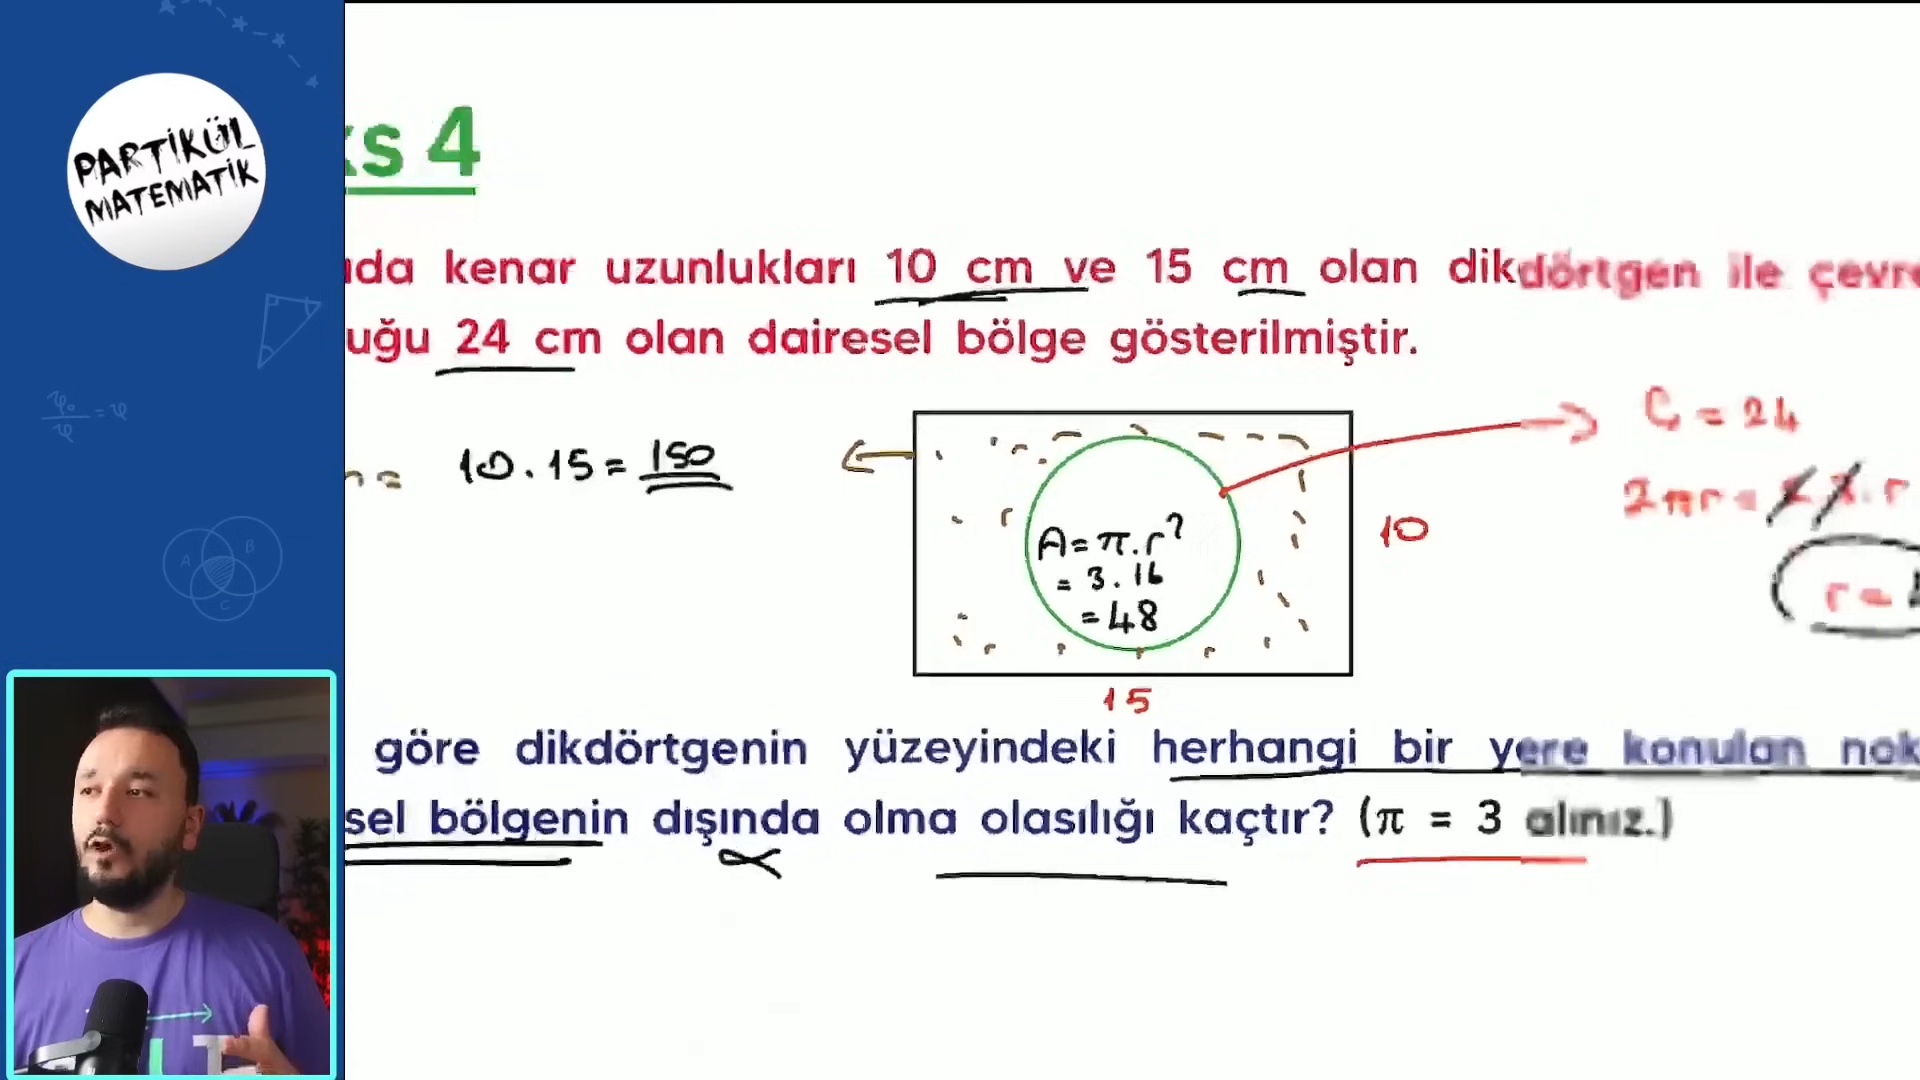 PARTİKÜL
MATEMATİK
ks 4
kenar uzunlukları 10 cm ve 15 cm olan dikdörtgen ile çevre
uğu 24 cm olan dairesel bölge gösterilmiştir.
10.15 = 150
C = 24
2πr =
r =
A = π.r²
= 3.16
= 48
10
15
göre dikdörtgenin yüzeyindeki herhangi bir yere konulan nok
sel bölgenin dışında olma olasılığı kaçtır? (π = 3 alınız.)
A
B
C